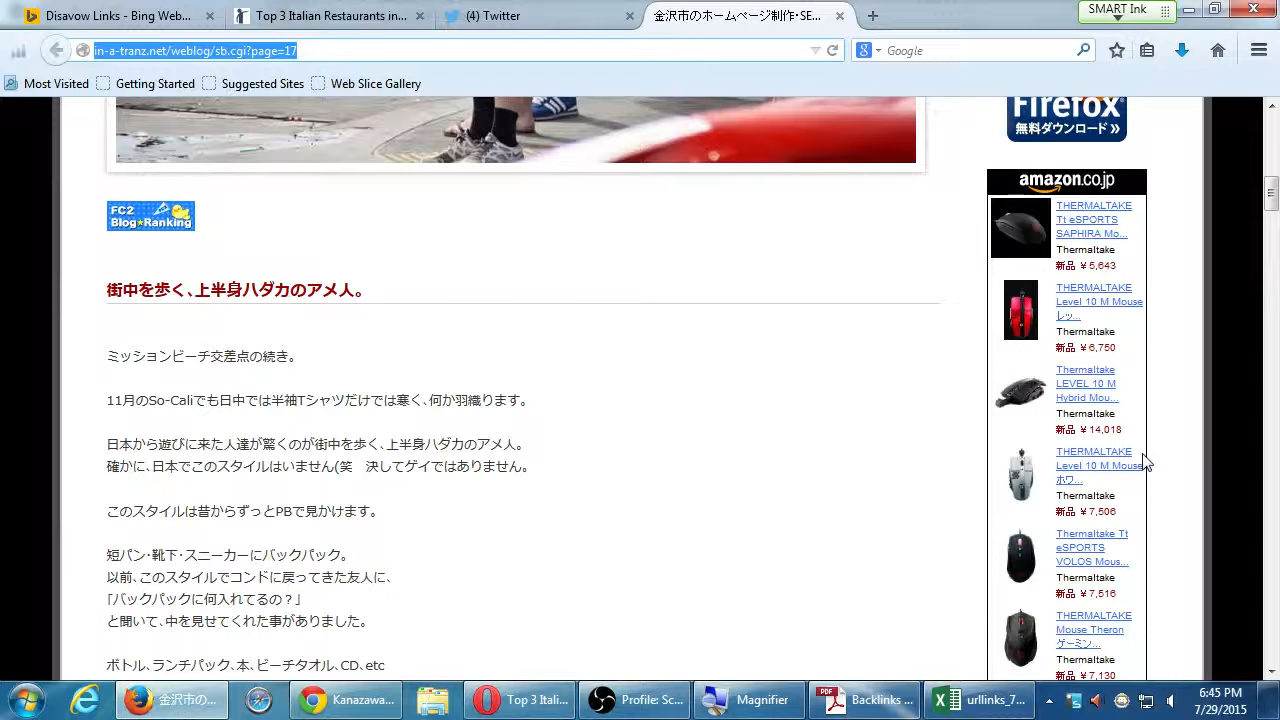 Disavow Links - Bing Web...
Top 3 Italian Restaurants in...
(4) Twitter
金沢市のホームページ制作・SE...
SMART Ink
in-a-tranz.net/weblog/sb.cgi?page=17
Google
Most Visited
Getting Started
Suggested Sites
Web Slice Gallery
FC2
Blog★Ranking
街中を歩く、上半身ハダカのアメ人。
ミッションビーチ交差点の続き。
11月のSo-Caliでも日中では半袖Tシャツだけでは寒く、何か羽織ります。
日本から遊びに来た人達が驚くのが街中を歩く、上半身ハダカのアメ人。
確かに、日本でこのスタイルはいません(笑　決してゲイではありません。
このスタイルは昔からずっとPBで見かけます。
短パン・靴下・スニーカーにバックパック。
以前、このスタイルでコンドに戻ってきた友人に、
「バックパックに何入れてるの？」
と聞いて、中を見せてくれた事がありました。
ボトル、ランチパック、本、ビーチタオル、CD、etc
Firefox
無料ダウンロード »
amazon.co.jp
THERMALTAKE
Tt eSPORTS
SAPHIRA Mo...
Thermaltake
新品 ￥5,643
THERMALTAKE
Level 10 M Mouse
レッ...
Thermaltake
新品 ￥6,750
Thermaltake
LEVEL 10 M
Hybrid Mou...
Thermaltake
新品 ￥14,018
THERMALTAKE
Level 10 M Mouse
ホワ...
Thermaltake
新品 ￥7,506
Thermaltake Tt
eSPORTS
VOLOS Mous...
Thermaltake
新品 ￥7,516
THERMALTAKE
Mouse Theron
ゲーミン...
Thermaltake
新品 ￥7,130
金沢市の...
Kanazawa...
Top 3 Itali...
Profile: Sc...
Magnifier
PDF
Backlinks ...
urllinks_7...
6:45 PM
7/29/2015